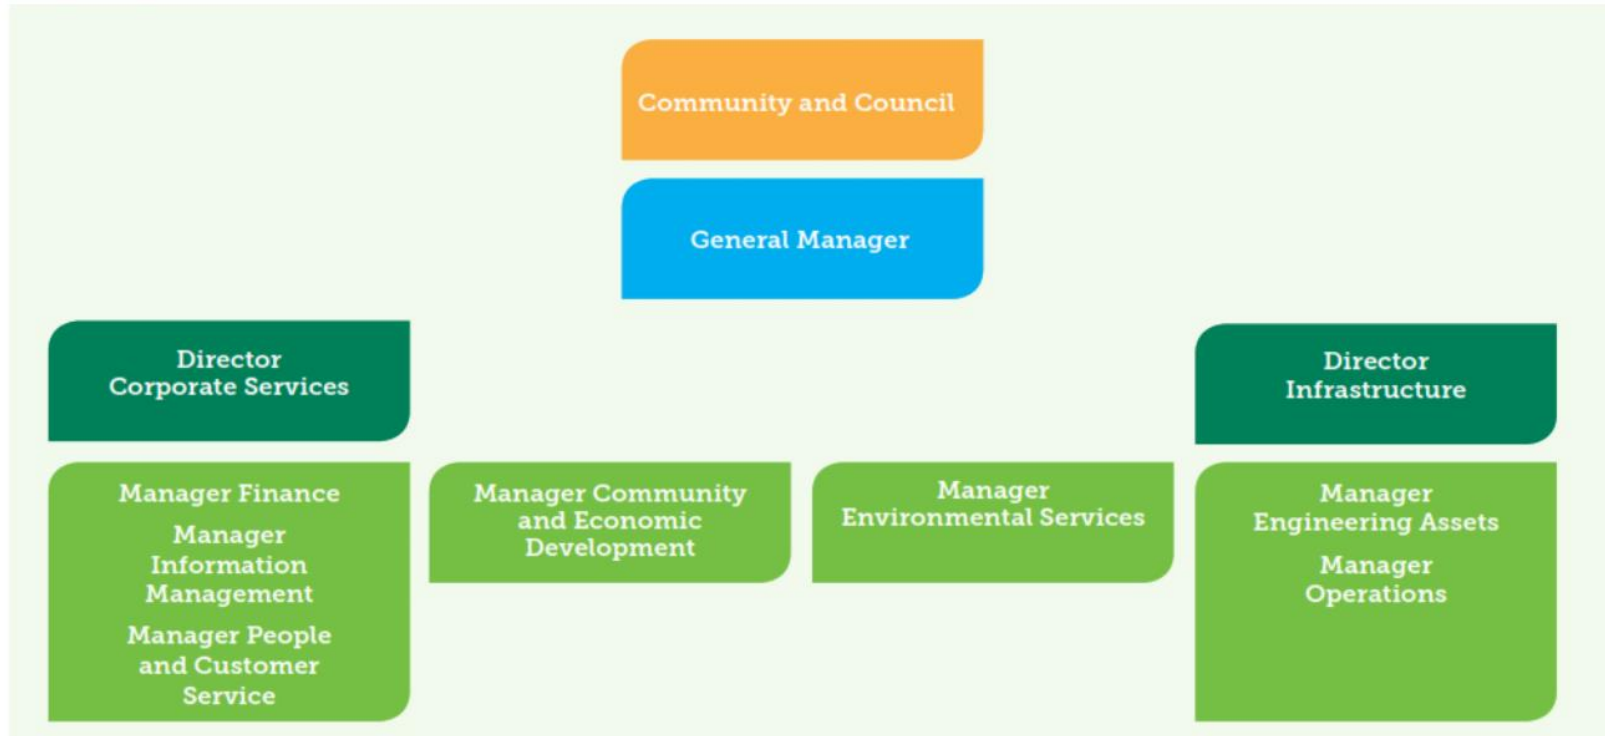 Community and Council
General Manager
Director
Corporate Services
Director
Infrastructure
Manager Finance
Manager
Information
Management
Manager People
and Customer
Service
Manager Community
and Economic
Development
Manager
Environmental Services
Manager
Engineering Assets
Manager
Operations